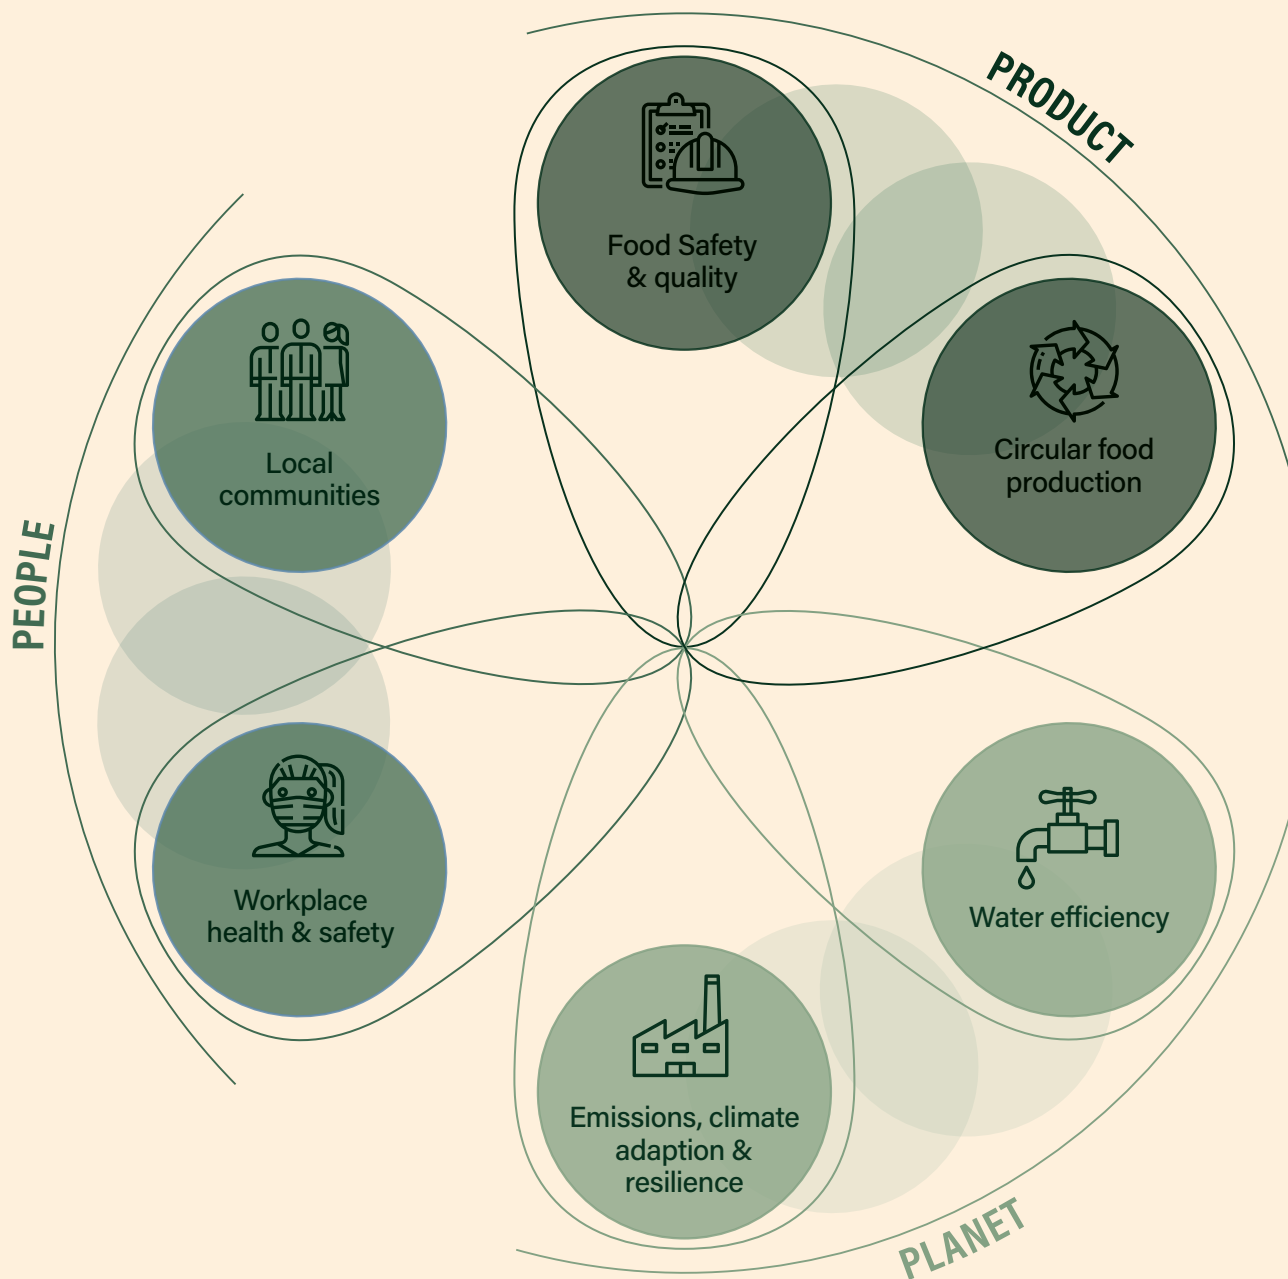 PRODUCT
Food Safety
& quality
Circular food
production
PEOPLE
Local
communities
Workplace
health & safety
Water efficiency
Emissions, climate
adaption &
resilience
PLANET